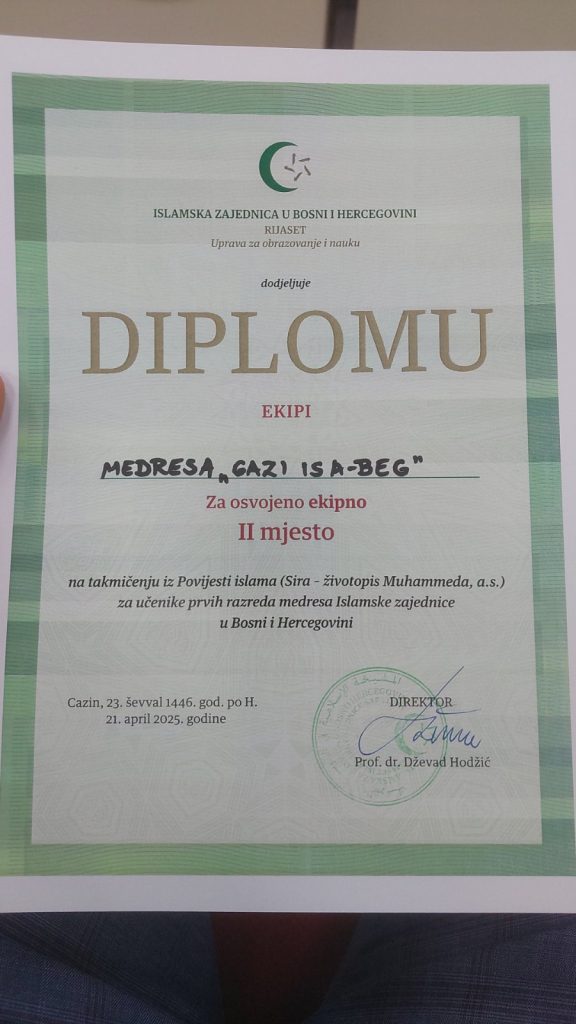 ISLAMSKA ZAJEDNICA U BOSNI I HERCEGOVINI
RIJASET
Uprava za obrazovanje i nauku
dodjeljuje
DIPLOMU
EKIPI
MEDRESA „GAZI ISA-BEG"
Za osvojeno ekipno
II mjesto
na takmičenju iz Povijesti islama (Sira - životopis Muhammeda, a.s.)
za učenike prvih razreda medresa Islamske zajednice
u Bosni i Hercegovini
Cazin, 23. ševval 1446. god. po H.
21. april 2025. godine
DIREKTOR
Prof. dr. Dževad Hodžić